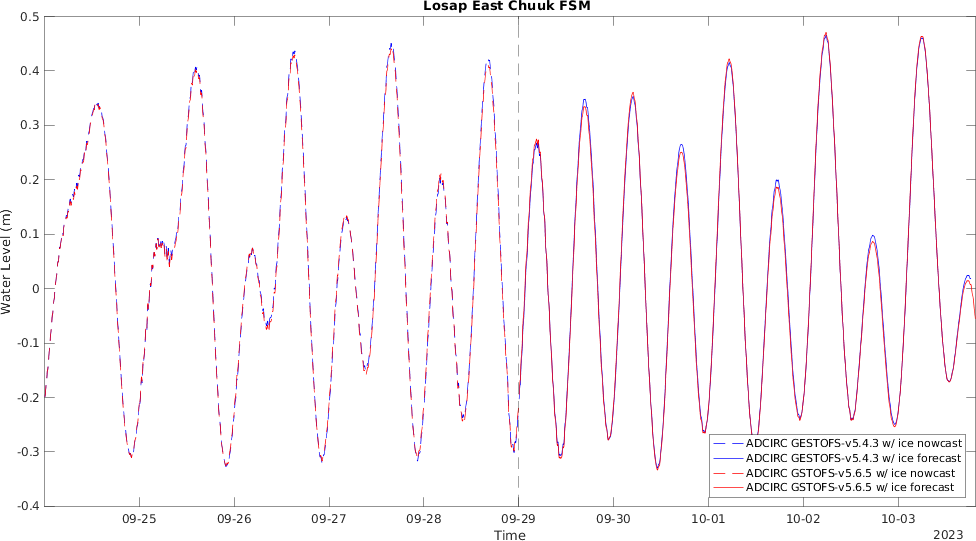 Losap East Chuuk FSM
0.5
0.4
0.3
0.2
0.1
0
-0.1
-0.2
-0.3
-0.4
Water Level (m)
09-25 09-26 09-27 09-28 09-29 09-30 10-01 10-02 10-03
Time
2023
ADCIRC GESTOFS-v5.4.3 w/ ice nowcast
ADCIRC GESTOFS-v5.4.3 w/ ice forecast
ADCIRC GSTOFS-v5.6.5 w/ ice nowcast
ADCIRC GSTOFS-v5.6.5 w/ ice forecast